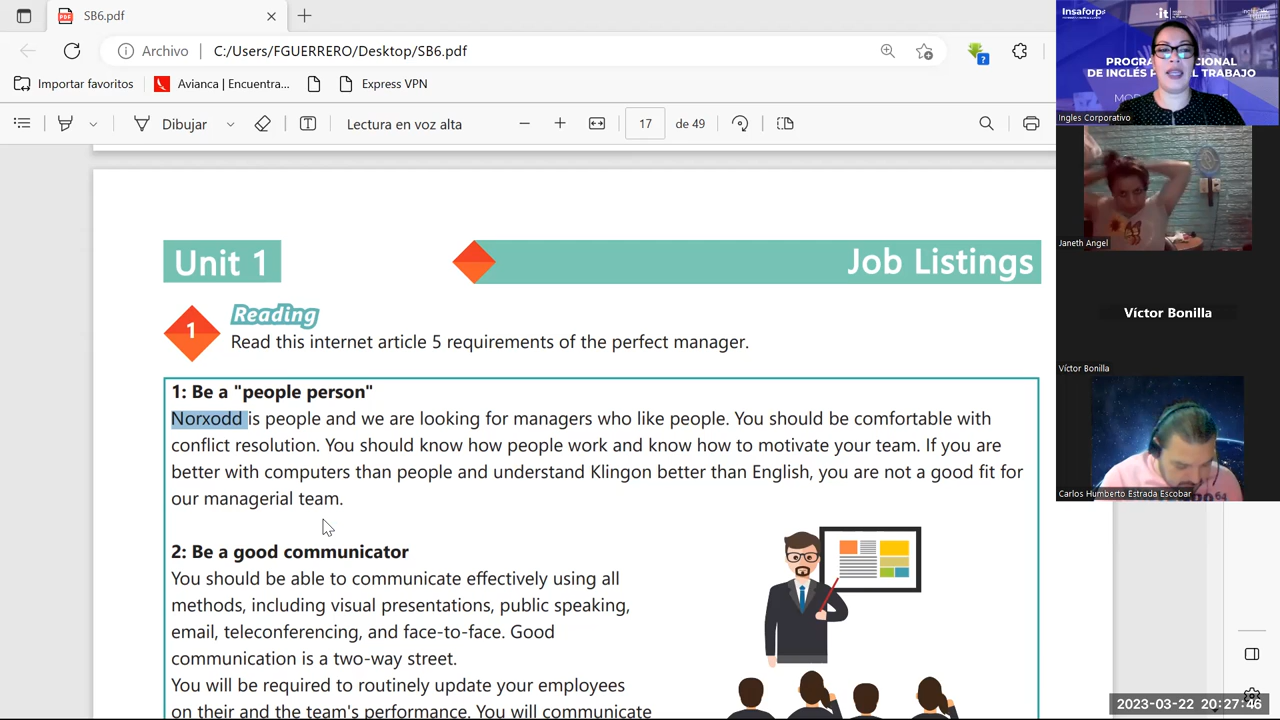 SB6.pdf
Archivo
C:/Users/FGUERRERO/Desktop/SB6.pdf
Importar favoritos
Avianca | Encuentra...
Express VPN
Dibujar
Lectura en voz alta
17
de 49
Unit 1
Job Listings
1
Reading
Read this internet article 5 requirements of the perfect manager.
1: Be a "people person"
Norxodd is people and we are looking for managers who like people. You should be comfortable with
conflict resolution. You should know how people work and know how to motivate your team. If you are
better with computers than people and understand Klingon better than English, you are not a good fit for
our managerial team.
2: Be a good communicator
You should be able to communicate effectively using all
methods, including visual presentations, public speaking,
email, teleconferencing, and face-to-face. Good
communication is a two-way street.
You will be required to routinely update your employees
on their and the team's performance. You will communicate
Insaforp
Ingles Corporativo
Janeth Angel
Víctor Bonilla
Víctor Bonilla
Carlos Humberto Estrada Escobar
2023-03-22 20:27:46